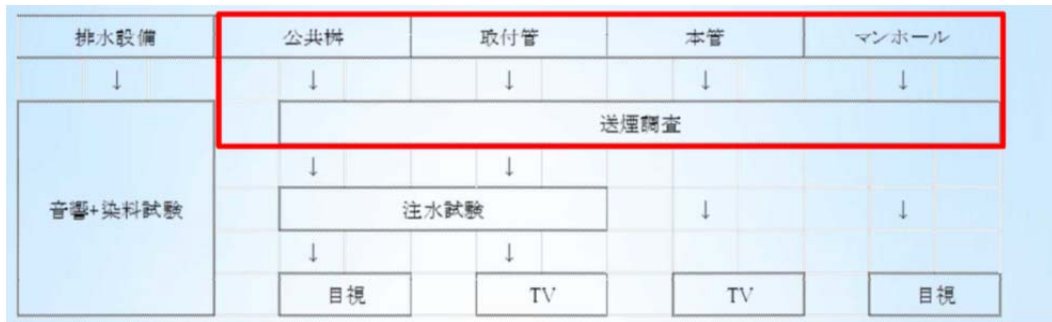 排水設備 公共桝 取付管 本管 マンホール
↓ ↓ ↓ ↓ ↓
送煙調査
↓ ↓
音響+染料試験 注水試験 ↓ ↓
↓ ↓
目視 TV TV 目視